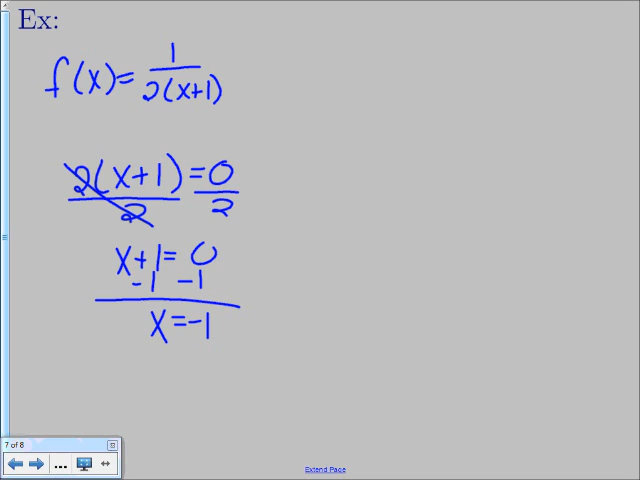 Ex:
f(x)= 1
2(x+1)
2(x+1) = 0
2 2
x+1= 0
-1 -1
x=-1
7 of 8
...
Extend Page